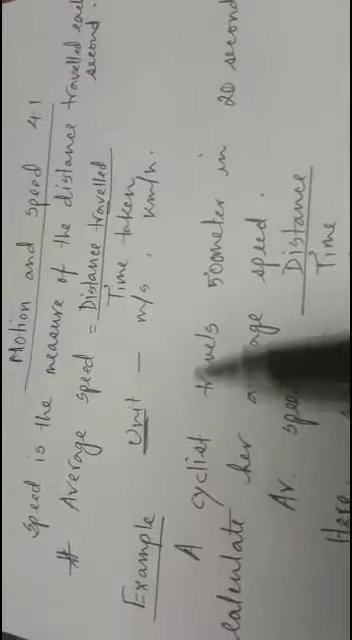 Motion and speed 4.1
Speed is the measure of the distance travelled each
second.
# Average speed = Distance travelled
Time taken
Unit – m/s, km/h.
Example
A cyclist travels 500meter in 20 second
calculate her average speed.
Av. speed Distance
Time
Here